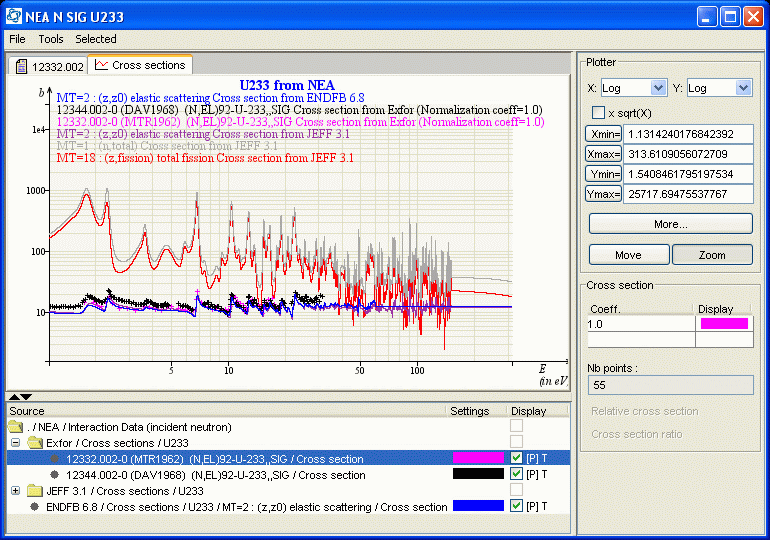 NEA N SIG U233
File Tools Selected
12332.002 Cross sections
U233 from NEA
MT=2 : (z,z0) elastic scattering Cross section from ENDFB 6.8
12344.002-0 (DAV1968) (N,EL)92-U-233,,SIG Cross section from Exfor (Normalization coeff=1.0)
12332.002-0 (MTR1962) (N,EL)92-U-233,,SIG Cross section from Exfor (Normalization coeff=1.0)
MT=2 : (z,z0) elastic scattering Cross section from JEFF 3.1
MT=1 : (n,total) Cross section from JEFF 3.1
MT=18 : (z,fission) total fission Cross section from JEFF 3.1
b
1e4
1000
100
10
5 10 50 100
E
(in eV)
Plotter
X: Log Y: Log
x sqrt(X)
Xmin= 1.1314240176842392
Xmax= 313.6109056072709
Ymin= 1.5408461795197534
Ymax= 25717.69475537767
More...
Move Zoom
Cross section
Coeff. Display
1.0
Nb points :
55
Relative cross section
Cross section ratio
Source Settings Display
. / NEA / Interaction Data (incident neutron)
Exfor / Cross sections / U233
12332.002-0 (MTR1962) (N,EL)92-U-233,,SIG / Cross section [P] T
12344.002-0 (DAV1968) (N,EL)92-U-233,,SIG / Cross section [P] T
JEFF 3.1 / Cross sections / U233
ENDFB 6.8 / Cross sections / U233 / MT=2 : (z,z0) elastic scattering / Cross section [P] T